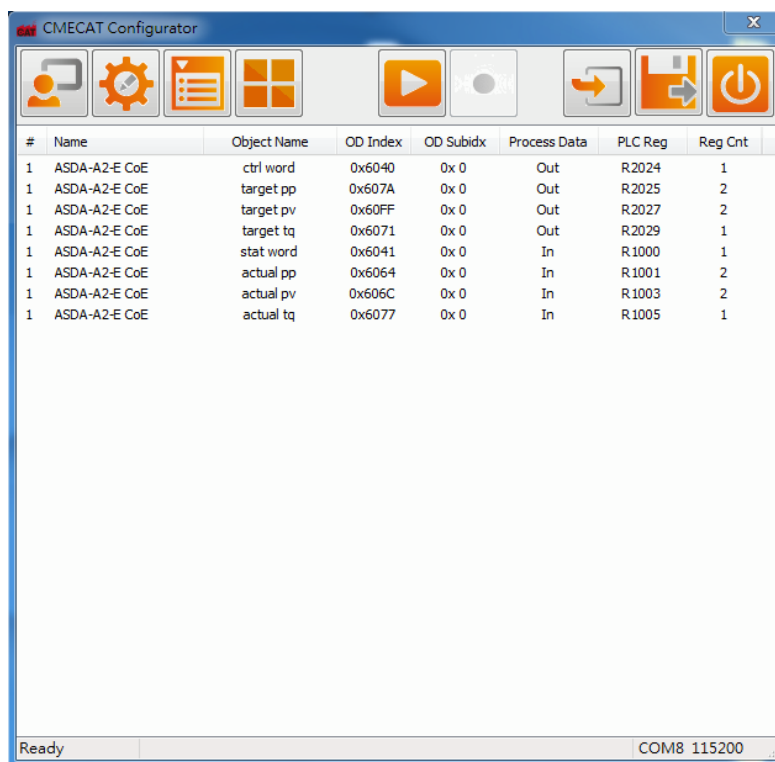 CAT CMECAT Configurator
# Name Object Name OD Index OD Subidx Process Data PLC Reg Reg Cnt
1 ASDA-A2-E CoE ctrl word 0x6040 0x 0 Out R2024 1
1 ASDA-A2-E CoE target pp 0x607A 0x 0 Out R2025 2
1 ASDA-A2-E CoE target pv 0x60FF 0x 0 Out R2027 2
1 ASDA-A2-E CoE target tq 0x6071 0x 0 Out R2029 1
1 ASDA-A2-E CoE stat word 0x6041 0x 0 In R1000 1
1 ASDA-A2-E CoE actual pp 0x6064 0x 0 In R1001 2
1 ASDA-A2-E CoE actual pv 0x606C 0x 0 In R1003 2
1 ASDA-A2-E CoE actual tq 0x6077 0x 0 In R1005 1
Ready COM8 115200